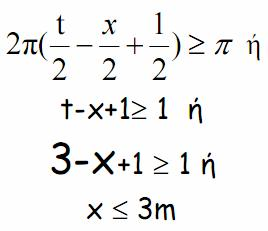 2π(t/2 − x/2 + 1/2) ≥ π ή
t-x+1≥ 1 ή
3-x+1 ≥ 1 ή
x ≤ 3m